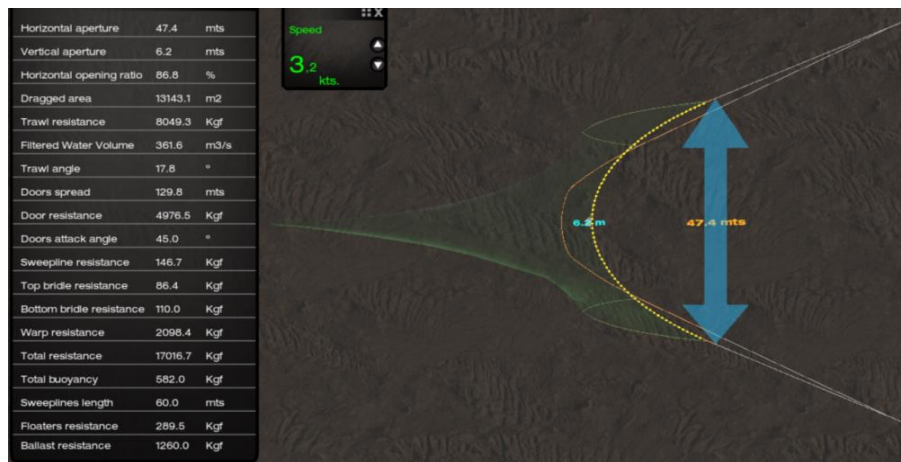 Horizontal aperture 47.4 mts
Vertical aperture 6.2 mts
Horizontal opening ratio 86.8 %
Dragged area 13143.1 m2
Trawl resistance 8049.3 Kgf
Filtered Water Volume 361.6 m3/s
Trawl angle 17.8 °
Doors spread 129.8 mts
Door resistance 4976.5 Kgf
Doors attack angle 45.0 °
Sweepline resistance 146.7 Kgf
Top bridle resistance 86.4 Kgf
Bottom bridle resistance 110.0 Kgf
Warp resistance 2098.4 Kgf
Total resistance 17016.7 Kgf
Total buoyancy 582.0 Kgf
Sweeplines length 60.0 mts
Floaters resistance 289.5 Kgf
Ballast resistance 1260.0 Kgf
X
Speed
3,2
kts.
6.2 m
47.4 mts